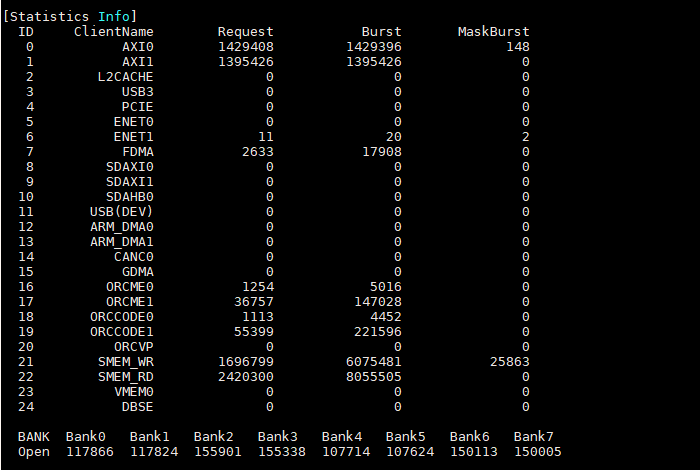 [Statistics Info]
ID ClientName Request Burst MaskBurst
0 AXI0 1429408 1429396 148
1 AXI1 1395426 1395426 0
2 L2CACHE 0 0 0
3 USB3 0 0 0
4 PCIE 0 0 0
5 ENET0 0 0 0
6 ENET1 11 20 2
7 FDMA 2633 17908 0
8 SDAXI0 0 0 0
9 SDAXI1 0 0 0
10 SDAHB0 0 0 0
11 USB(DEV) 0 0 0
12 ARM_DMA0 0 0 0
13 ARM_DMA1 0 0 0
14 CANC0 0 0 0
15 GDMA 0 0 0
16 ORCME0 1254 5016 0
17 ORCME1 36757 147028 0
18 ORCCODE0 1113 4452 0
19 ORCCODE1 55399 221596 0
20 ORCVP 0 0 0
21 SMEM_WR 1696799 6075481 25863
22 SMEM_RD 2420300 8055505 0
23 VMEM0 0 0 0
24 DBSE 0 0 0
BANK Bank0 Bank1 Bank2 Bank3 Bank4 Bank5 Bank6 Bank7
Open 117866 117824 155901 155338 107714 107624 150113 150005